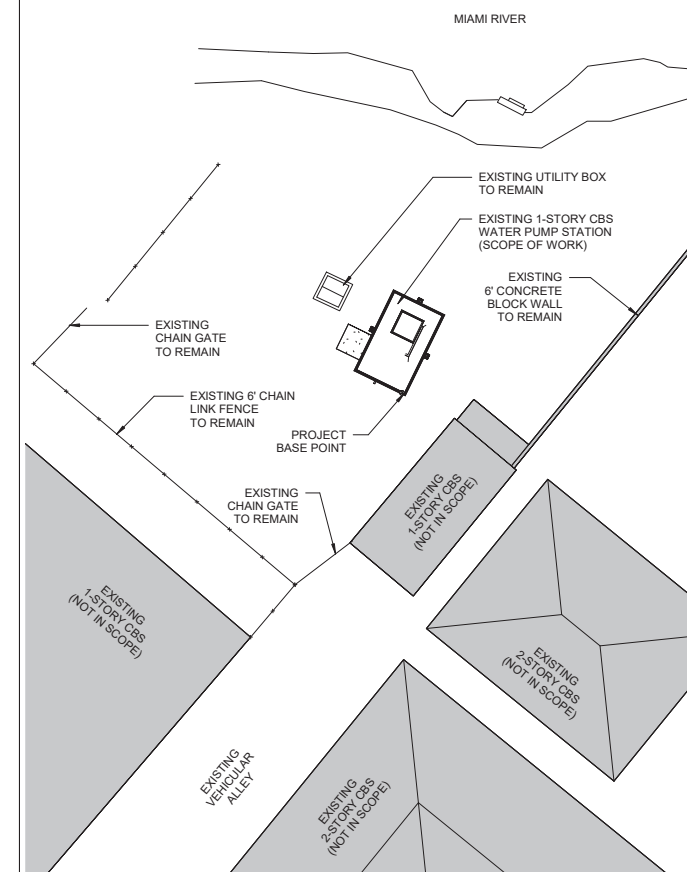 MIAMI RIVER
EXISTING UTILITY BOX
TO REMAIN
EXISTING 1-STORY CBS
WATER PUMP STATION
(SCOPE OF WORK)
EXISTING
6' CONCRETE
BLOCK WALL
TO REMAIN
EXISTING
CHAIN GATE
TO REMAIN
EXISTING 6' CHAIN
LINK FENCE
TO REMAIN
PROJECT
BASE POINT
EXISTING
CHAIN GATE
TO REMAIN
EXISTING
1-STORY CBS
(NOT IN SCOPE)
EXISTING
1-STORY CBS
(NOT IN SCOPE)
EXISTING
2-STORY CBS
(NOT IN SCOPE)
EXISTING
VEHICULAR
ALLEY
EXISTING
2-STORY CBS
(NOT IN SCOPE)